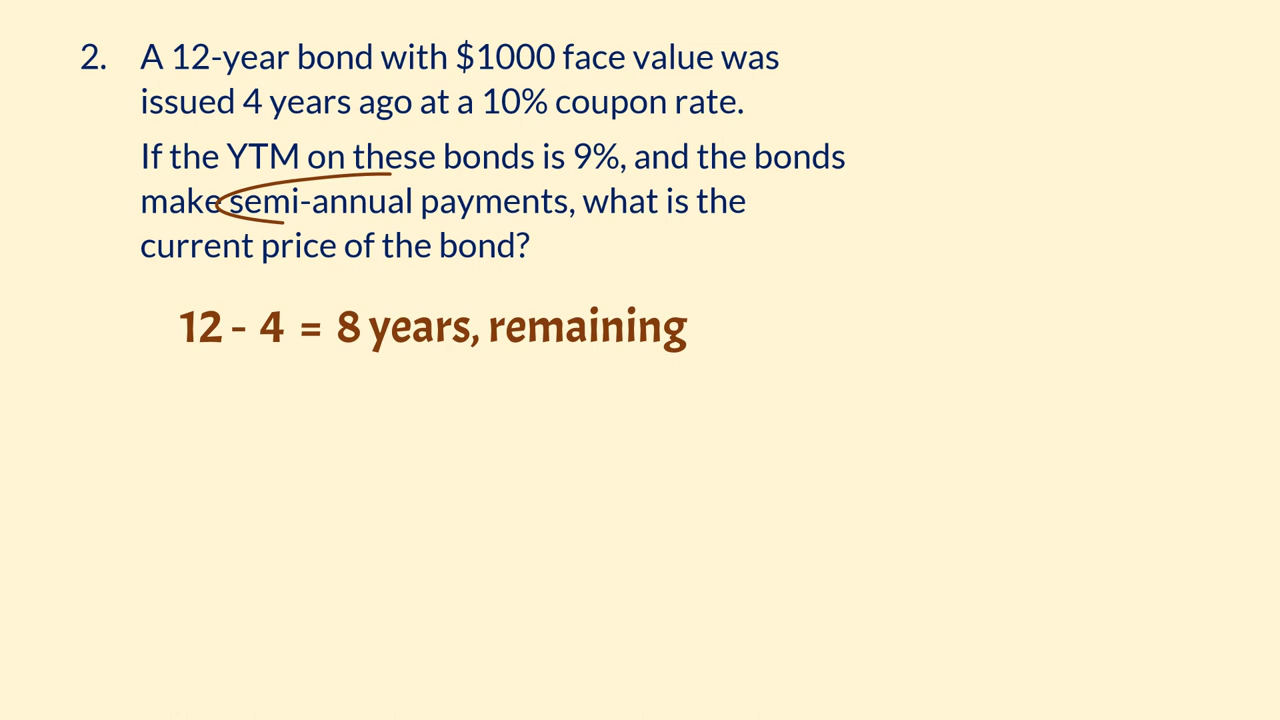 2. A 12-year bond with $1000 face value was
issued 4 years ago at a 10% coupon rate.
If the YTM on these bonds is 9%, and the bonds
make semi-annual payments, what is the
current price of the bond?
12 - 4 = 8 years, remaining